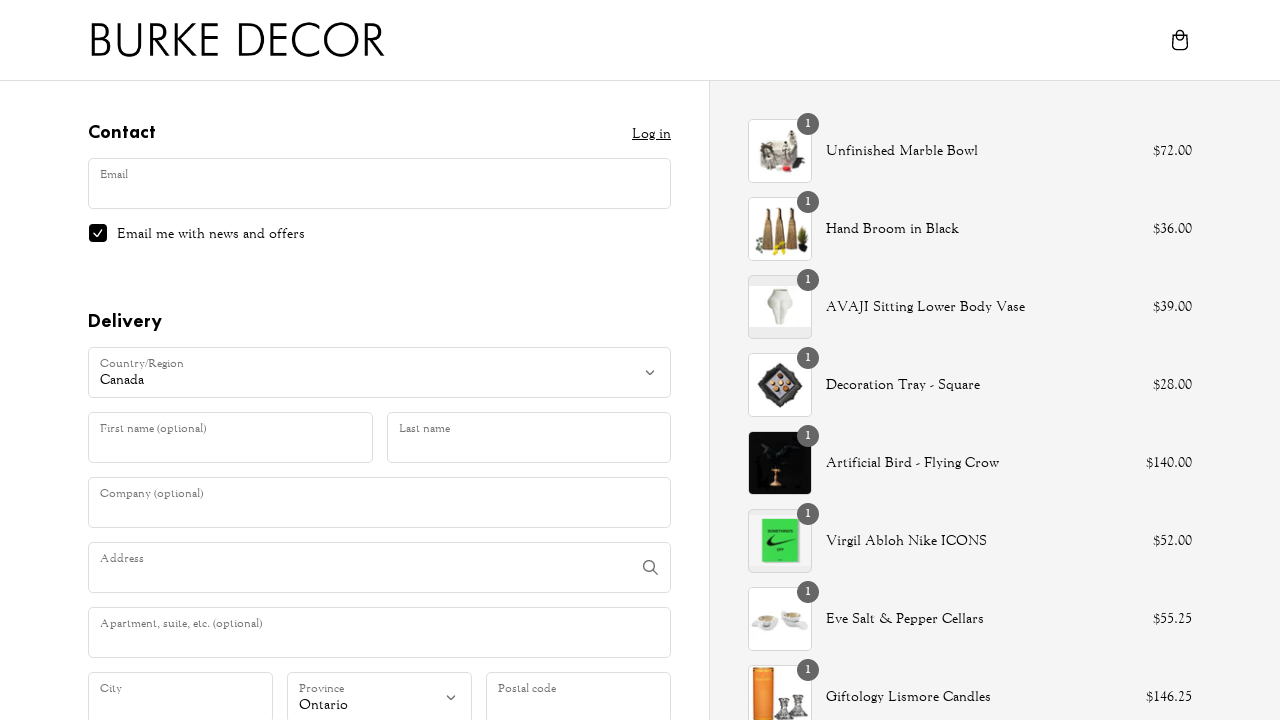 BURKE DECOR
Contact
Log in
Email
Email me with news and offers
Delivery
Country/Region
Canada
First name (optional)
Last name
Company (optional)
Address
Apartment, suite, etc. (optional)
City
Province
Ontario
Postal code
1
Unfinished Marble Bowl
$72.00
1
Hand Broom in Black
$36.00
1
AVAJI Sitting Lower Body Vase
$39.00
1
Decoration Tray - Square
$28.00
1
Artificial Bird - Flying Crow
$140.00
1
Virgil Abloh Nike ICONS
$52.00
1
Eve Salt & Pepper Cellars
$55.25
1
Giftology Lismore Candles
$146.25